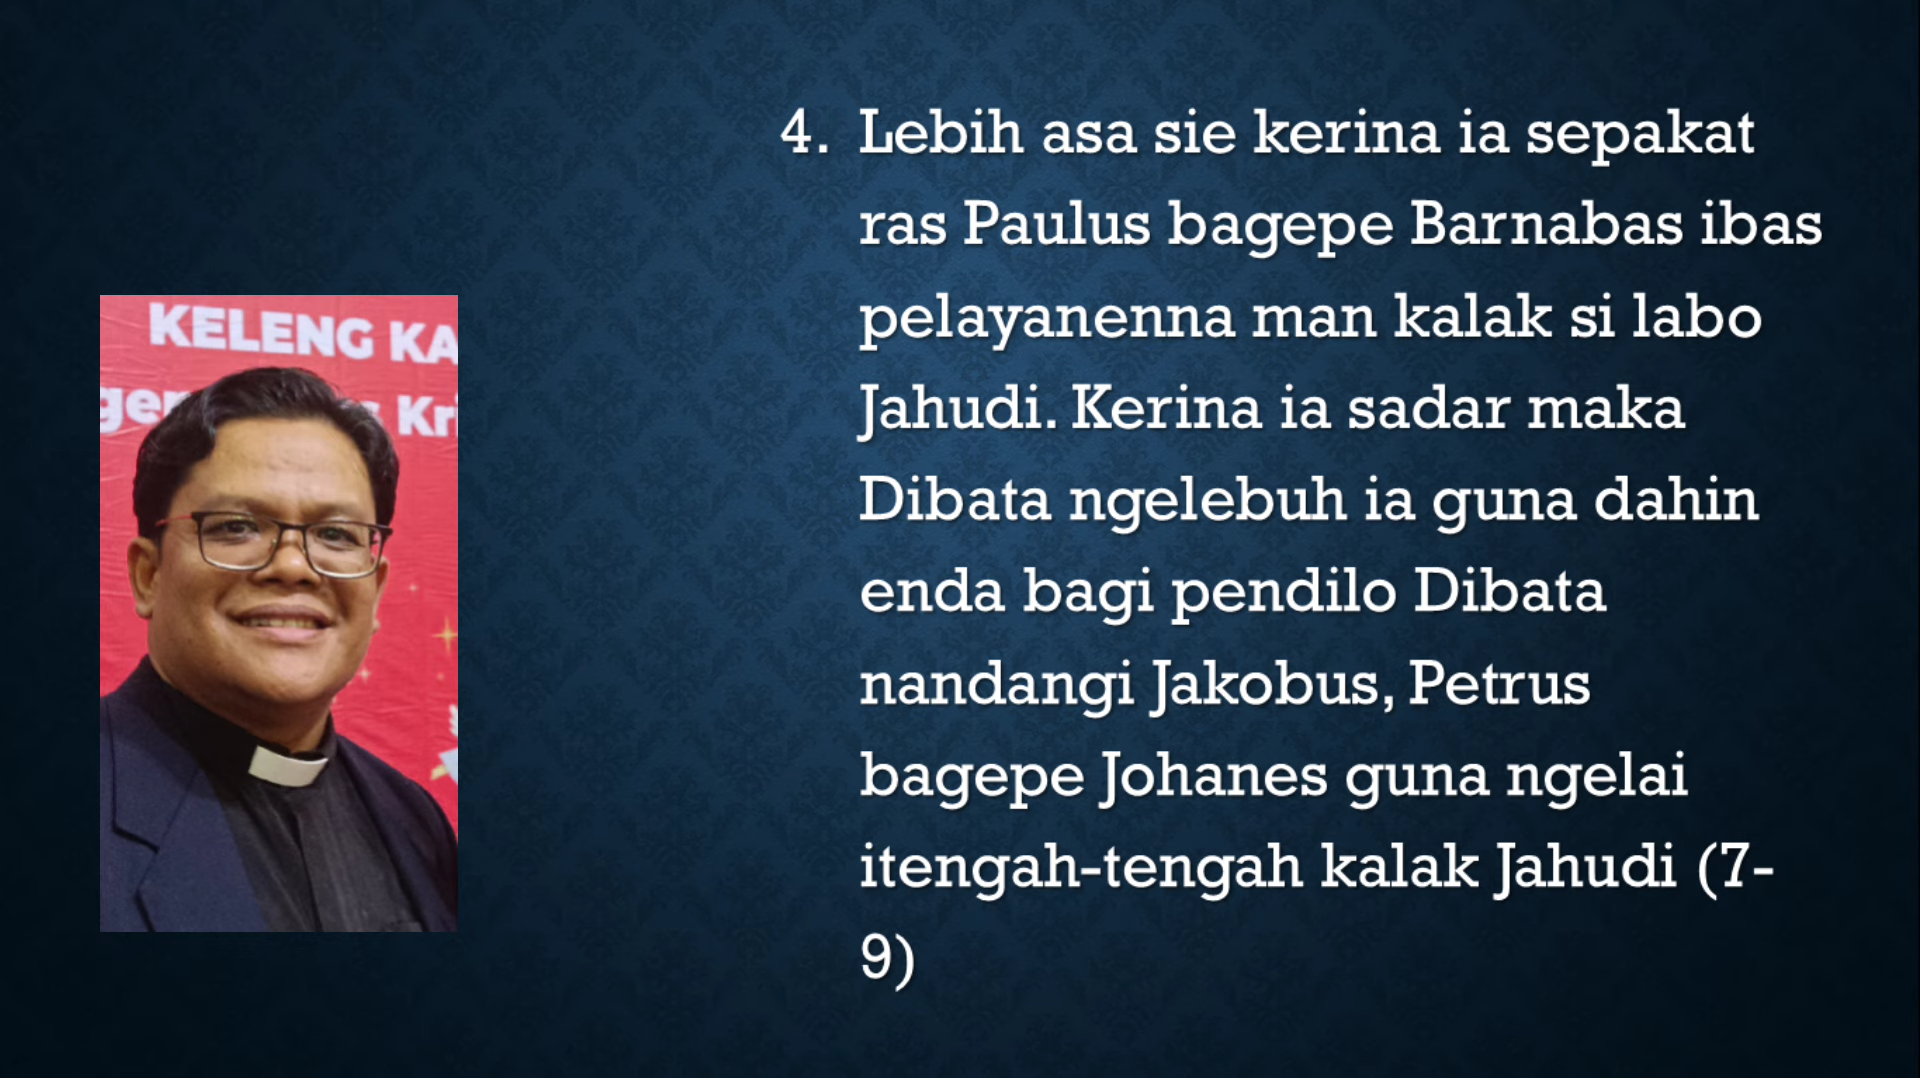 KELENG KA
ger s Kri
4. Lebih asa sie kerina ia sepakat
ras Paulus bagepe Barnabas ibas
pelayanenna man kalak si labo
Jahudi. Kerina ia sadar maka
Dibata ngelebuh ia guna dahin
enda bagi pendilo Dibata
nandangi Jakobus, Petrus
bagepe Johanes guna ngelai
itengah-tengah kalak Jahudi (7-
9)